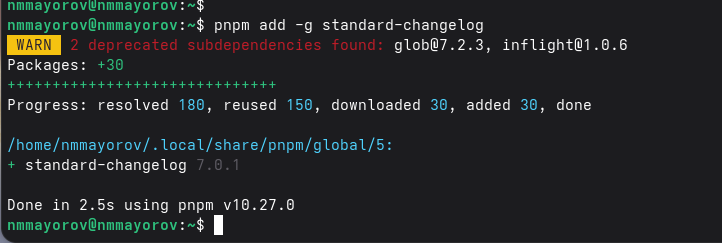 nmmayorov@nmmayorov:~$
nmmayorov@nmmayorov:~$ pnpm add -g standard-changelog
WARN 2 deprecated subdependencies found: glob@7.2.3, inflight@1.0.6
Packages: +30
++++++++++++++++++++++++++++++
Progress: resolved 180, reused 150, downloaded 30, added 30, done
/home/nmmayorov/.local/share/pnpm/global/5:
+ standard-changelog 7.0.1
Done in 2.5s using pnpm v10.27.0
nmmayorov@nmmayorov:~$